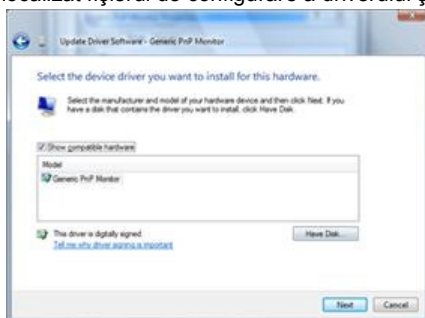 fișierul de configurare a driverului
Update Driver Software - Generic PnP Monitor
Select the device driver you want to install for this hardware.
Select the manufacturer and model of your hardware device and then click Next. If you
have a disk that contains the driver you want to install, click Have Disk.
Show compatible hardware
Model
Generic PnP Monitor
This driver is digitally signed.
Tell me why driver signing is important
Have Disk...
Next
Cancel